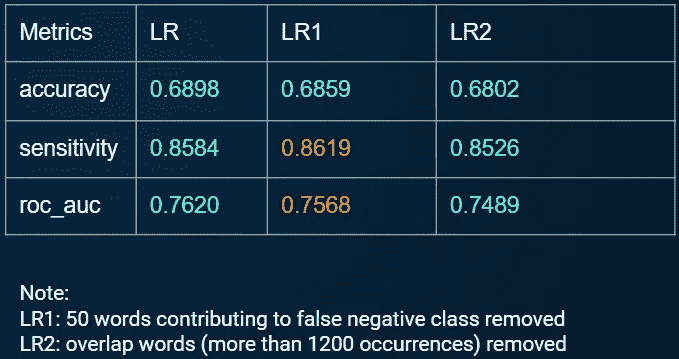 Metrics LR LR1 LR2
accuracy 0.6898 0.6859 0.6802
sensitivity 0.8584 0.8619 0.8526
roc_auc 0.7620 0.7568 0.7489
Note:
LR1: 50 words contributing to false negative class removed
LR2: overlap words (more than 1200 occurrences) removed